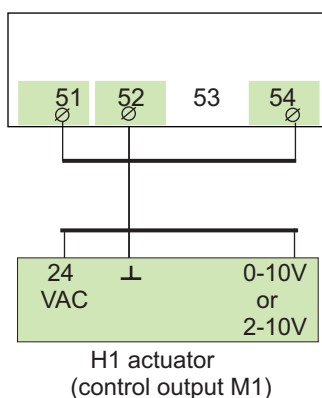 51 52 53 54
24 ⊥ 0-10V
VAC or
2-10V
H1 actuator
(control output M1)